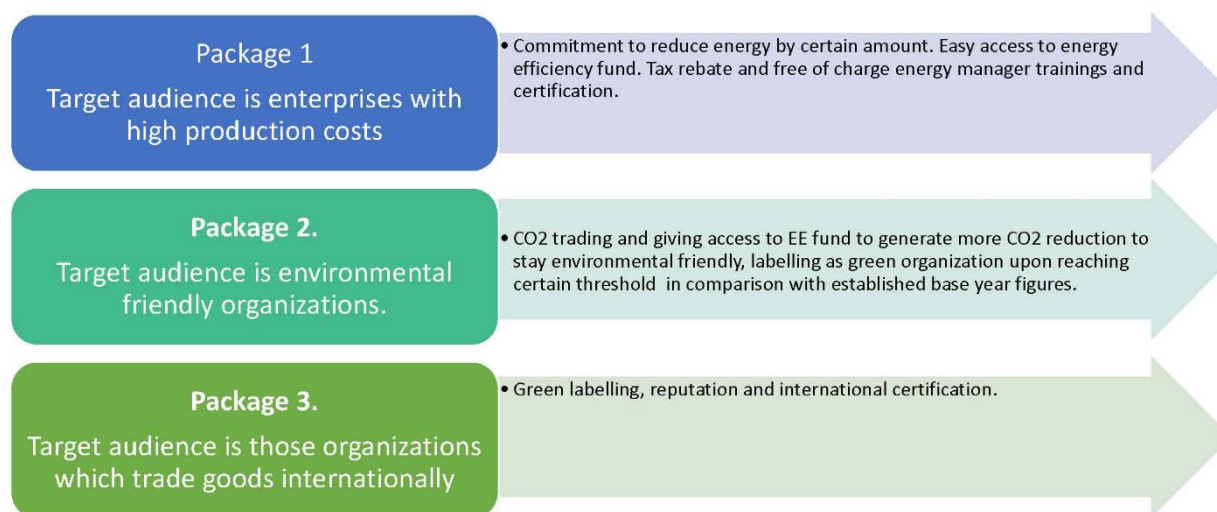 Package 1
Target audience is enterprises with
high production costs
• Commitment to reduce energy by certain amount. Easy access to energy
efficiency fund. Tax rebate and free of charge energy manager trainings and
certification.
Package 2.
Target audience is environmental
friendly organizations.
• CO2 trading and giving access to EE fund to generate more CO2 reduction to
stay environmental friendly, labelling as green organization upon reaching
certain threshold in comparison with established base year figures.
Package 3.
Target audience is those organizations
which trade goods internationally
• Green labelling, reputation and international certification.